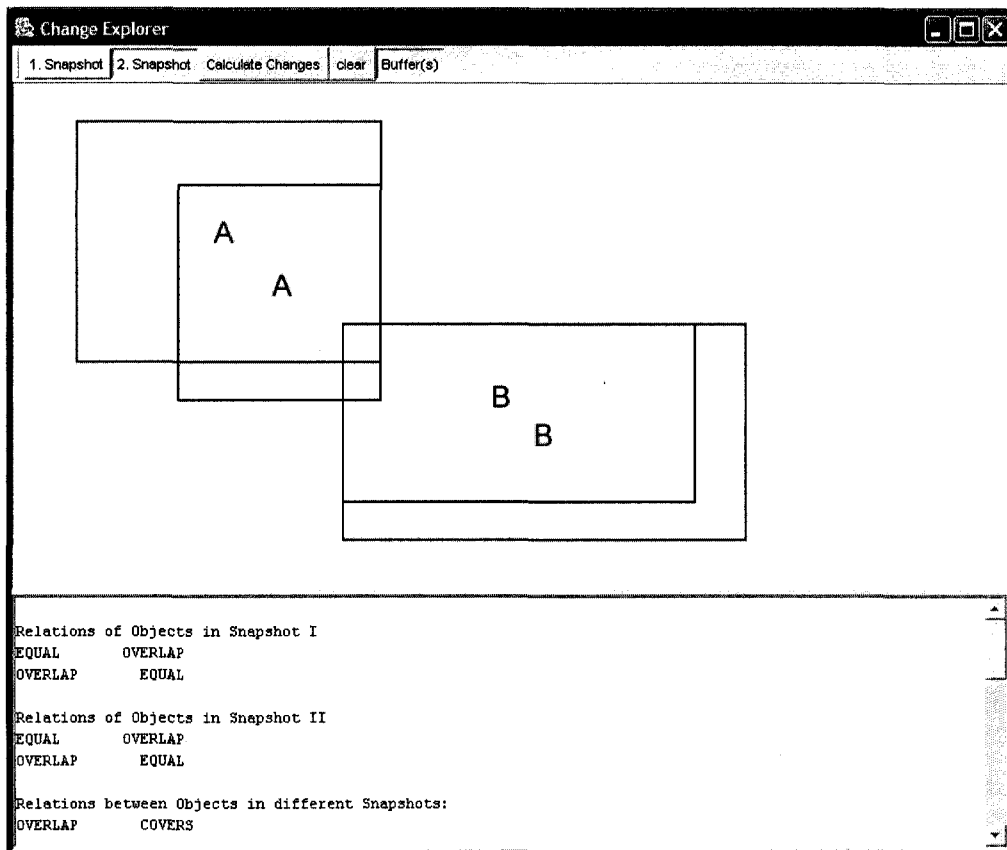 Change Explorer
1. Snapshot 2. Snapshot Calculate Changes clear Buffer(s)
A
A
B
B
Relations of Objects in Snapshot I
EQUAL OVERLAP
OVERLAP EQUAL
Relations of Objects in Snapshot II
EQUAL OVERLAP
OVERLAP EQUAL
Relations between Objects in different Snapshots:
OVERLAP COVERS